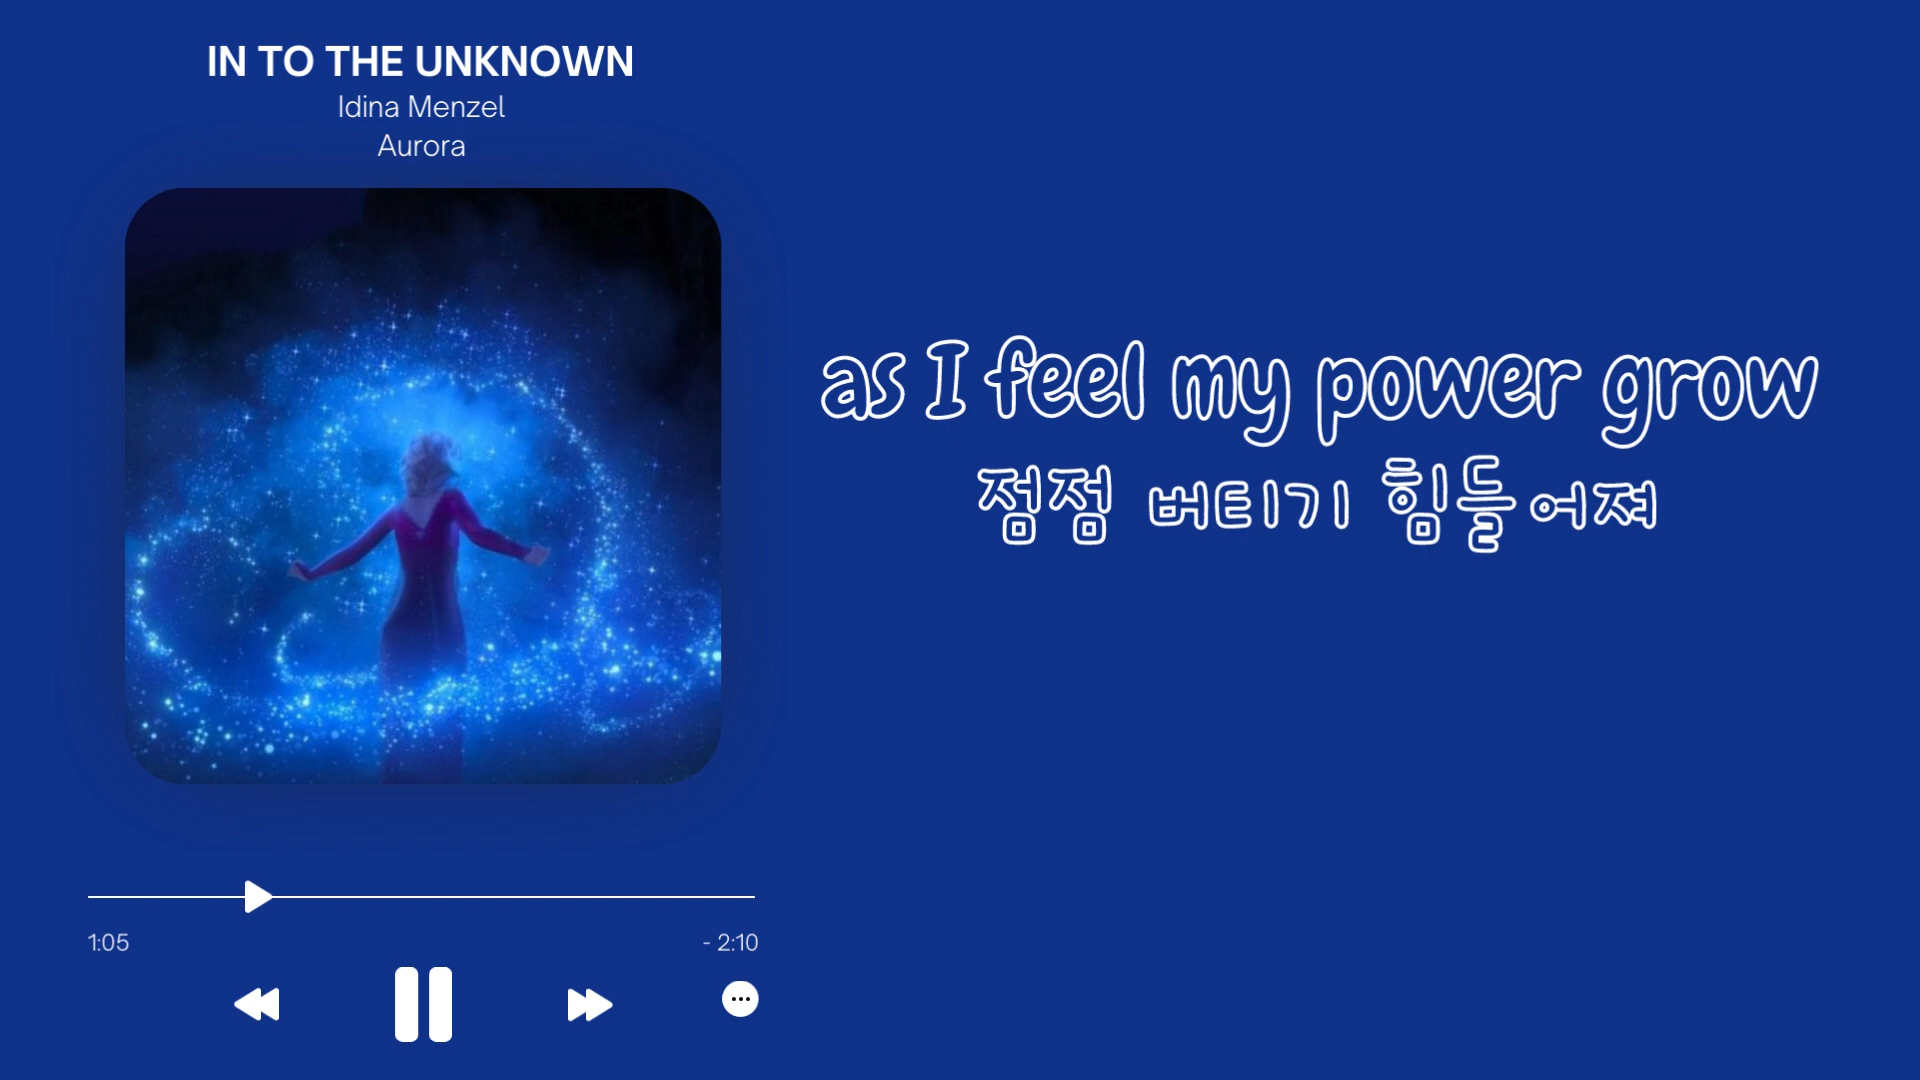 IN TO THE UNKNOWN
Idina Menzel
Aurora
as I feel my power grow
점점 버티기 힘들어져
1:05
- 2:10